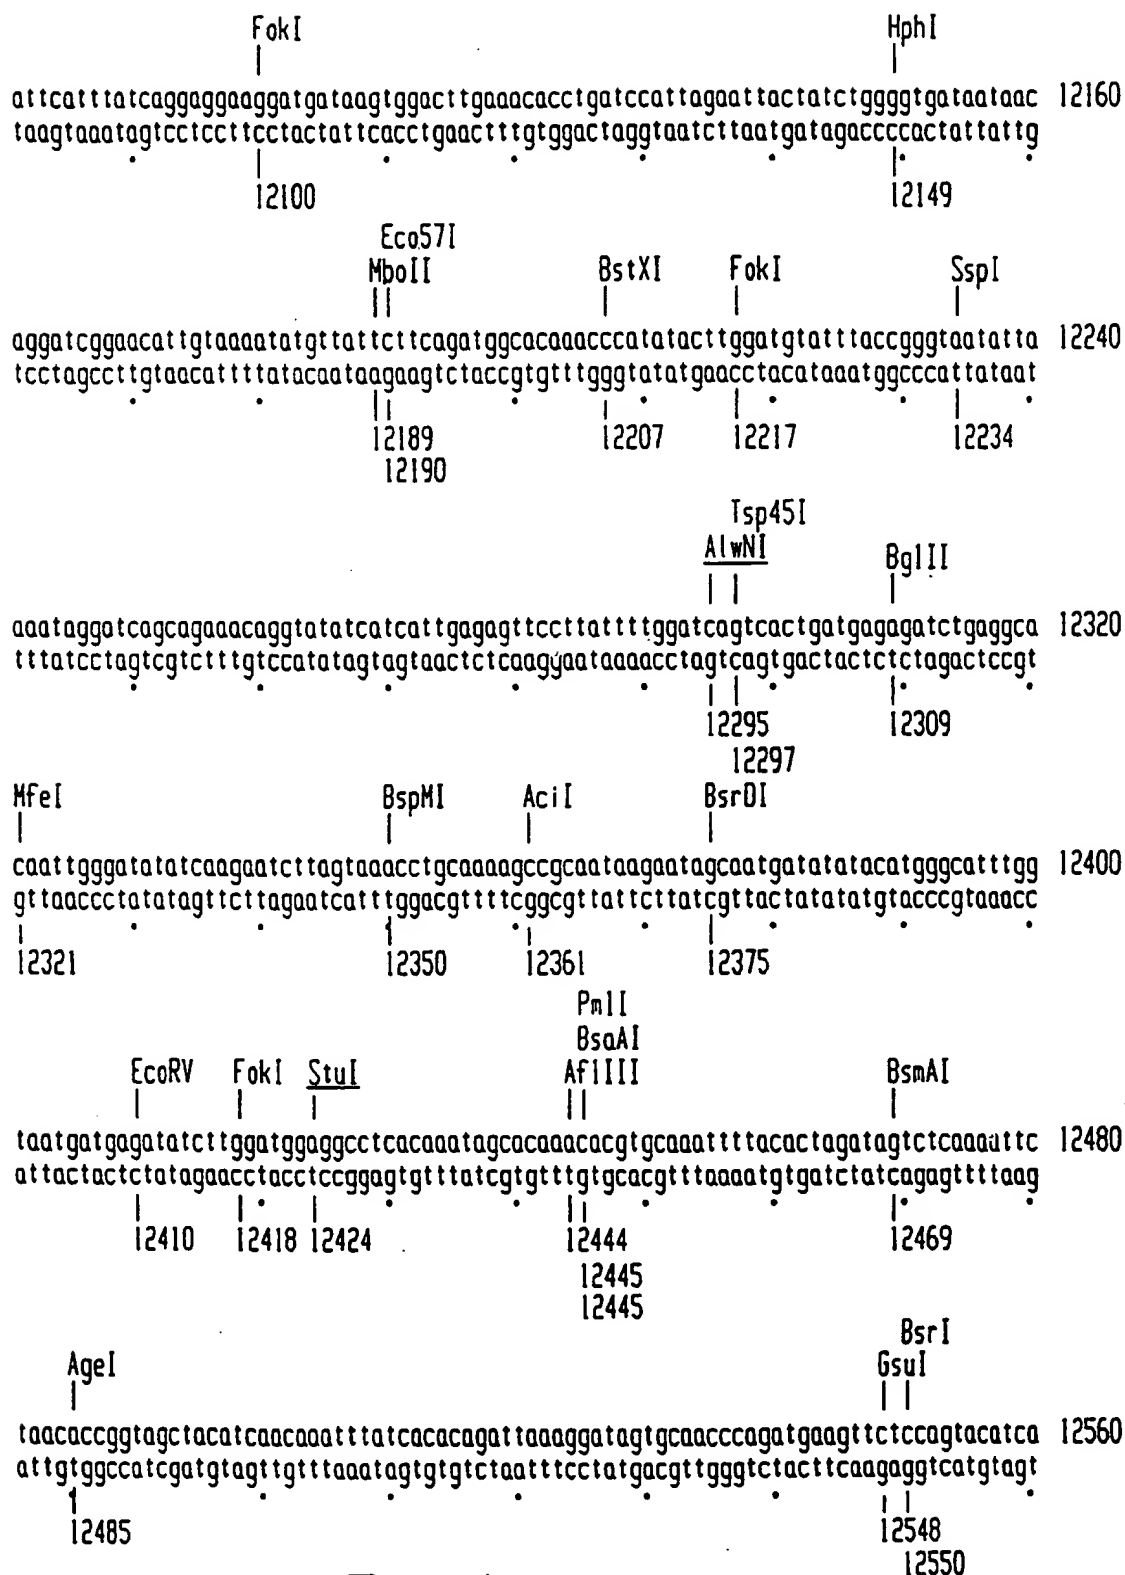 FokI HphI
attcatttatcaggaggaaggatgataagtggacttgaaacacctgatccattagaattactatctggggtgataataac 12160
taagtaaatagtcctccttcctactattcacctgaactttgtggactaggtaatcttaatgatagaccccactattattg
12100 12149
Eco57I
MboII BstXI FokI SspI
aggatcggaacattgtaaaatatgttattcttcagatggcacaaacccatatacttggatgtatttaccgggtaatatta 12240
tcctagccttgtaacattttatacaataagaagtctaccgtgtttgggtatatgaacctacataaatggcccattataat
12189 12207 12217 12234
12190
Tsp45I
AlwNI BglII
aaataggatcagcagaaacaggtatatcatcattgagagttccttattttggatcagtcactgatgagagatctgaggca 12320
tttatcctagtcgtctttgtccatatagtagtaactctcaaggaataaaacctagtcagtgactactctctagactccgt
12295 12309
12297
MfeI BspMI AciI BsrDI
caattgggatatatcaagaatcttagtaaacctgcaaaagccgcaataagaatagcaatgatatatacatgggcatttgg 12400
gttaaccctatatagttcttagaatcatttggacgttttcggcgttattcttatcgttactatatatgtacccgtaaacc
12321 12350 12361 12375
PmlI
BsaAI
EcoRV FokI StuI AflIII BsmAI
taatgatgagatatcttggatggaggcctcacaaatagcacaaacacgtgcaaattttacactagatagtctcaaaattc 12480
attactactctatagaacctacctccggagtgtttatcgtgtttgtgcacgtttaaaatgtgatctatcagagttttaag
12410 12418 12424 12444 12469
12445
12445
BsrI
AgeI GsuI
taacaccggtagctacatcaacaaatttatcacacagattaaaggatagtgcaacccagatgaagttctccagtacatca 12560
attgtggccatcgatgtagttgtttaaatagtgtgtctaatttcctatgacgttgggtctacttcaagaggtcatgtagt
12485 12548
12550